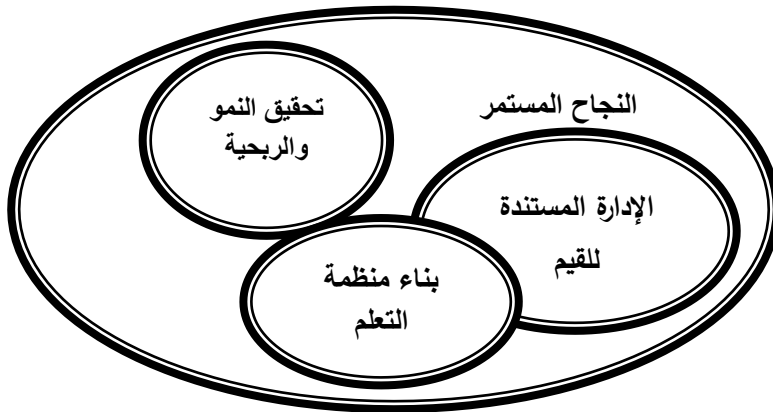 النجاح المستمر
تحقيق النمو
والربحية
الإدارة المستندة
للقيم
بناء منظمة
التعلم